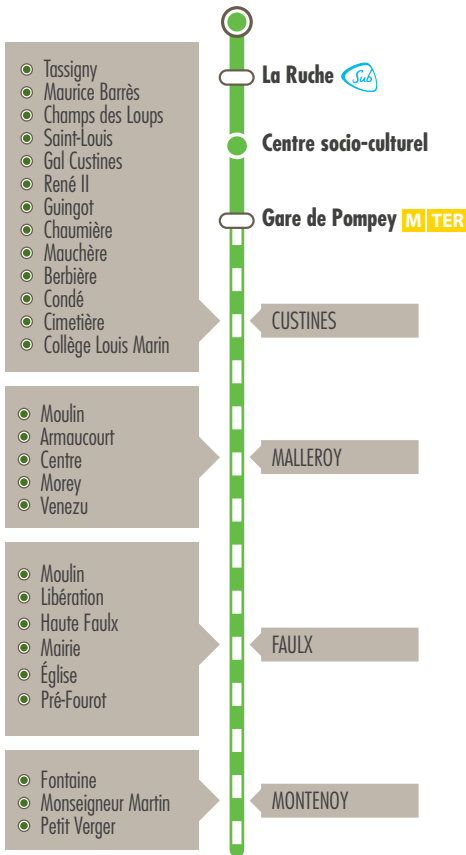 La Ruche Sub
Centre socio-culturel
Gare de Pompey M TER
Tassigny
Maurice Barrès
Champs des Loups
Saint-Louis
Gal Custines
René II
Guingot
Chaumière
Mauchère
Berbière
Condé
Cimetière
Collège Louis Marin
CUSTINES
Moulin
Armaucourt
Centre
Morey
Venezu
MALLEROY
Moulin
Libération
Haute Faulx
Mairie
Église
Pré-Fourot
FAULX
Fontaine
Monseigneur Martin
Petit Verger
MONTENOY